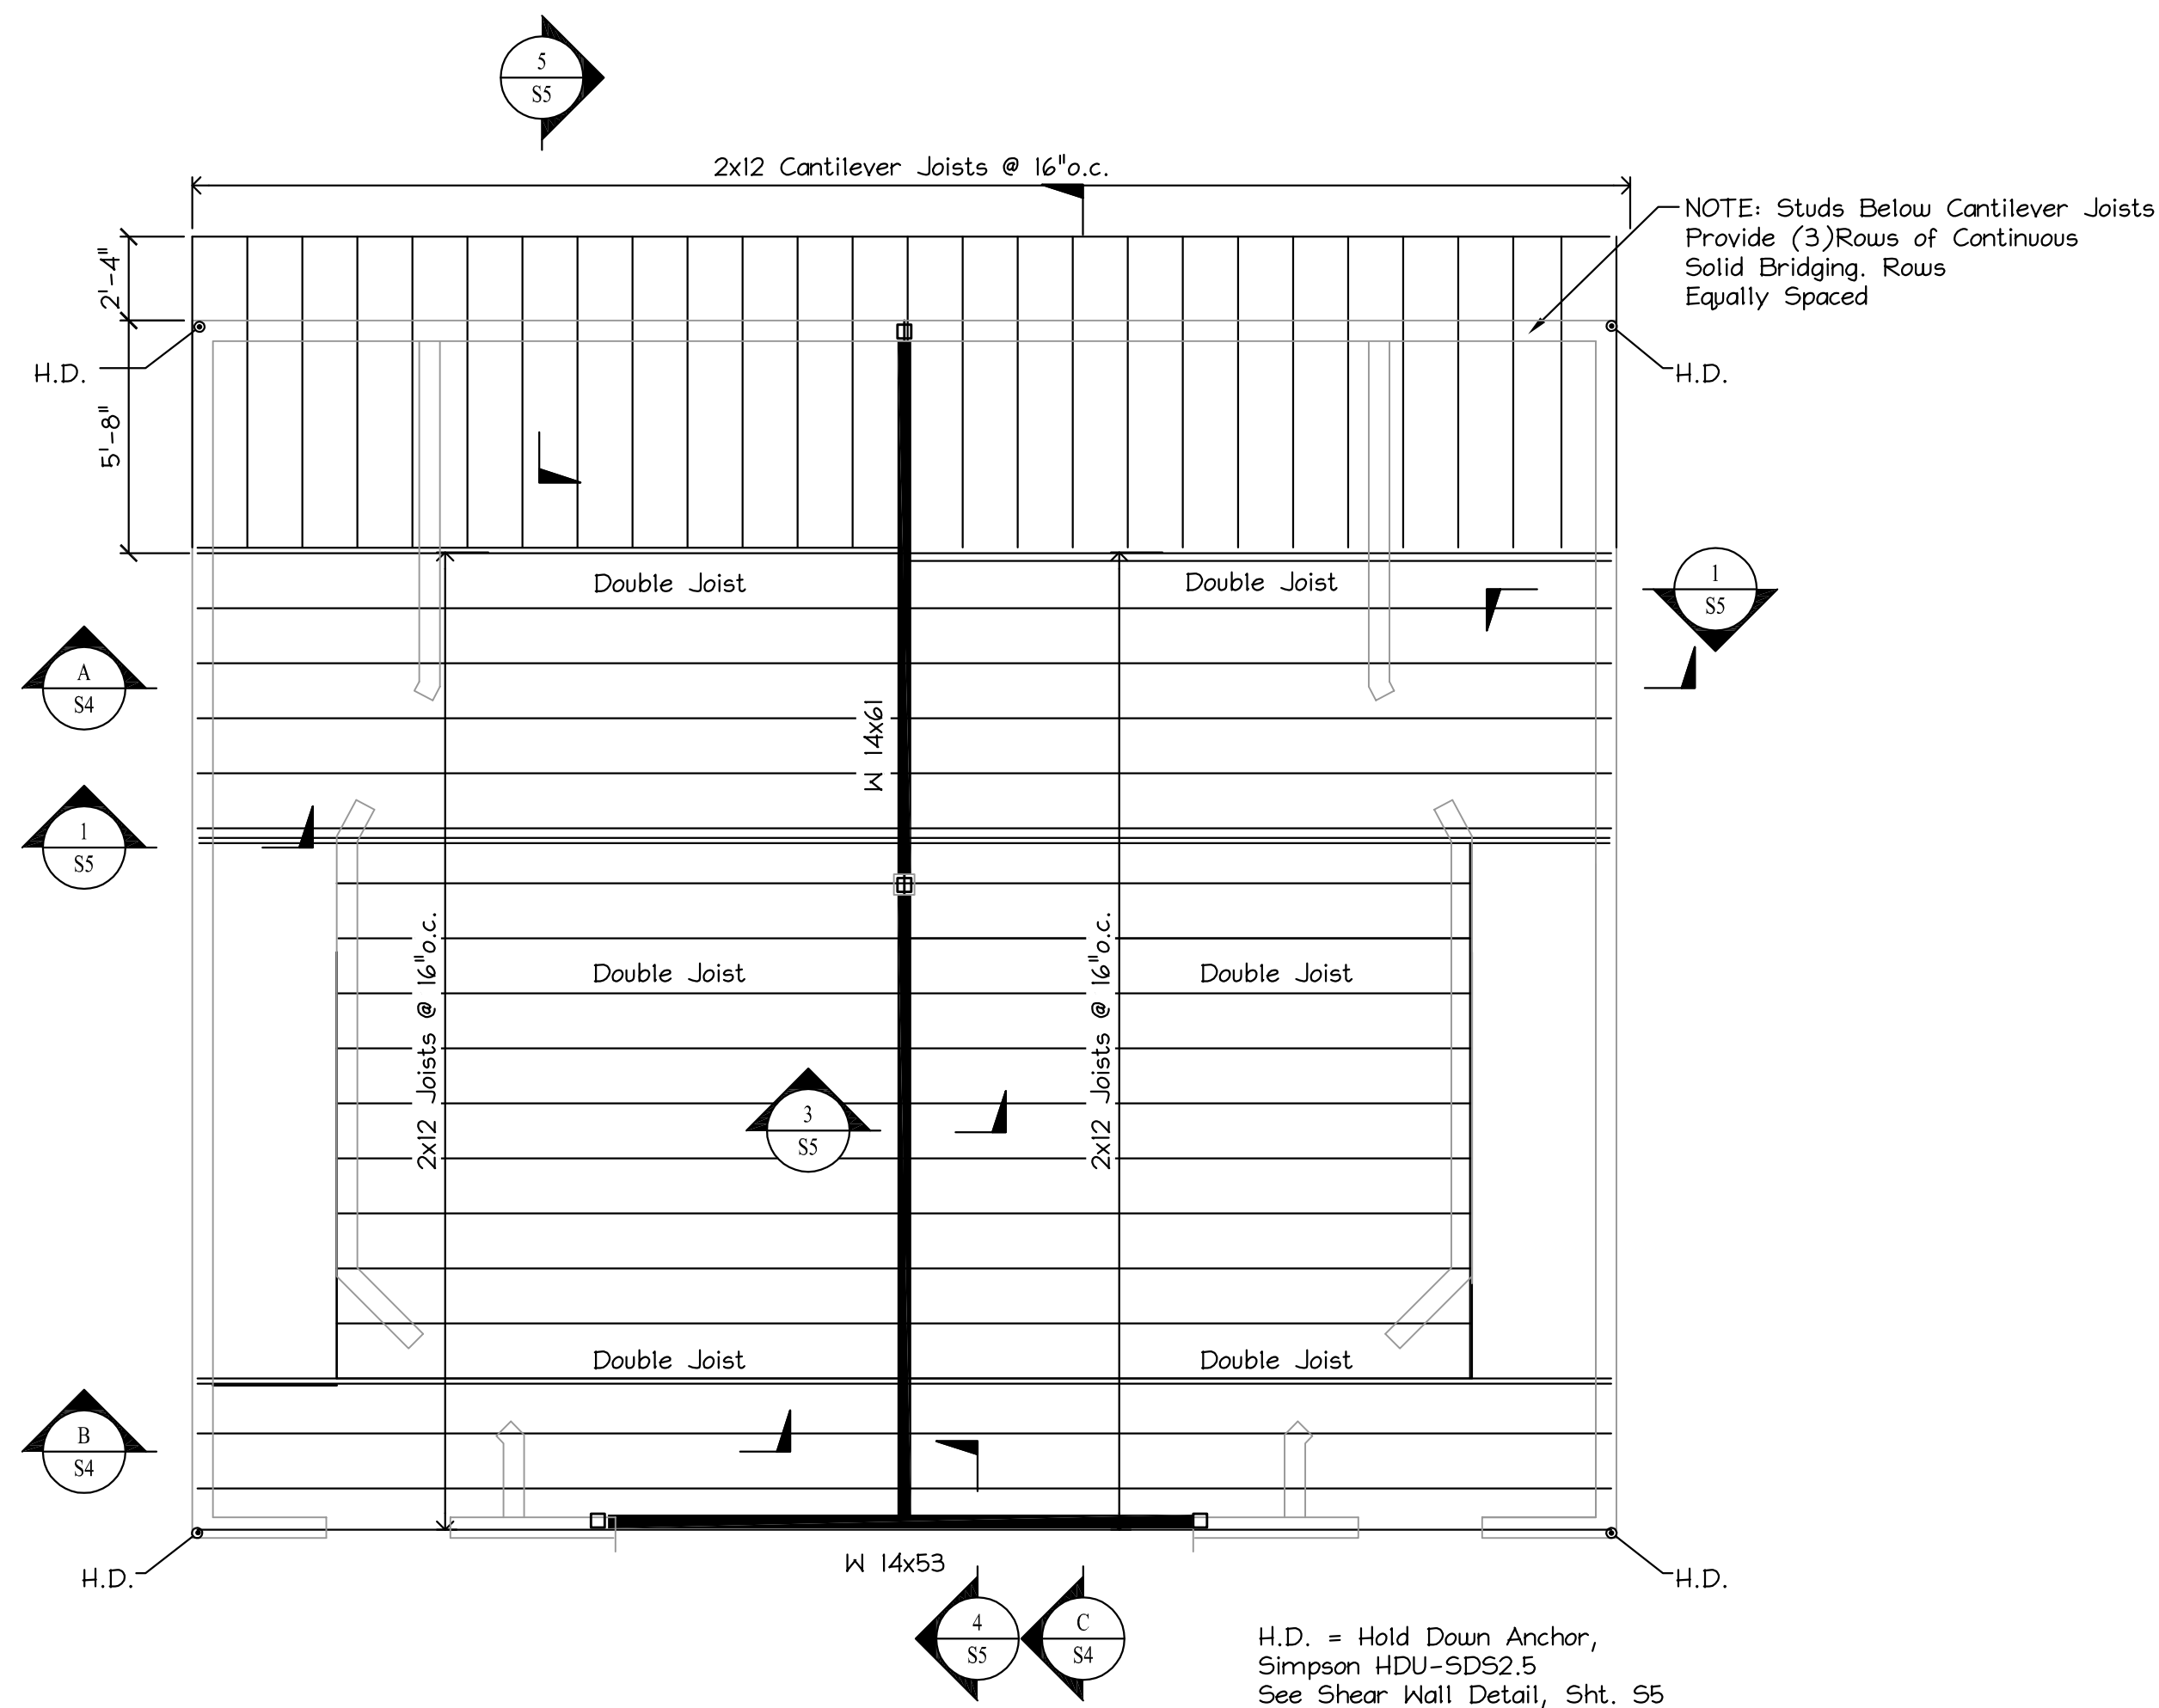 5
S5
2x12 Cantilever Joists @ 16"o.c.
NOTE: Studs Below Cantilever Joists
Provide (3)Rows of Continuous
Solid Bridging. Rows
Equally Spaced
2'-4"
H.D.
H.D.
5'-8"
Double Joist
Double Joist
1
S5
A
S4
W 14x61
1
S5
2x12 Joists @ 16"o.c.
2x12 Joists @ 16"o.c.
Double Joist
Double Joist
3
S5
Double Joist
Double Joist
B
S4
H.D.
W 14x53
H.D.
4
S5
C
S4
H.D. = Hold Down Anchor,
Simpson HDU-SDS2.5
See Shear Wall Detail, Sht. S5